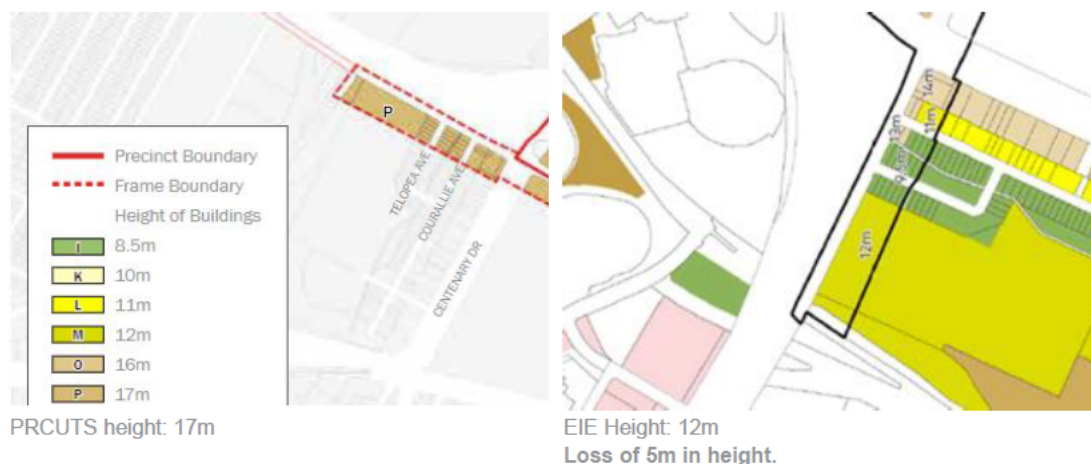 P
TELOPEA AVE
COURALLIE AVE
CENTENARY DR
Precinct Boundary
Frame Boundary
Height of Buildings
I 8.5m
K 10m
L 11m
M 12m
O 16m
P 17m
PRCUTS height: 17m
14m
11m
13m
12m
EIE Height: 12m
Loss of 5m in height.